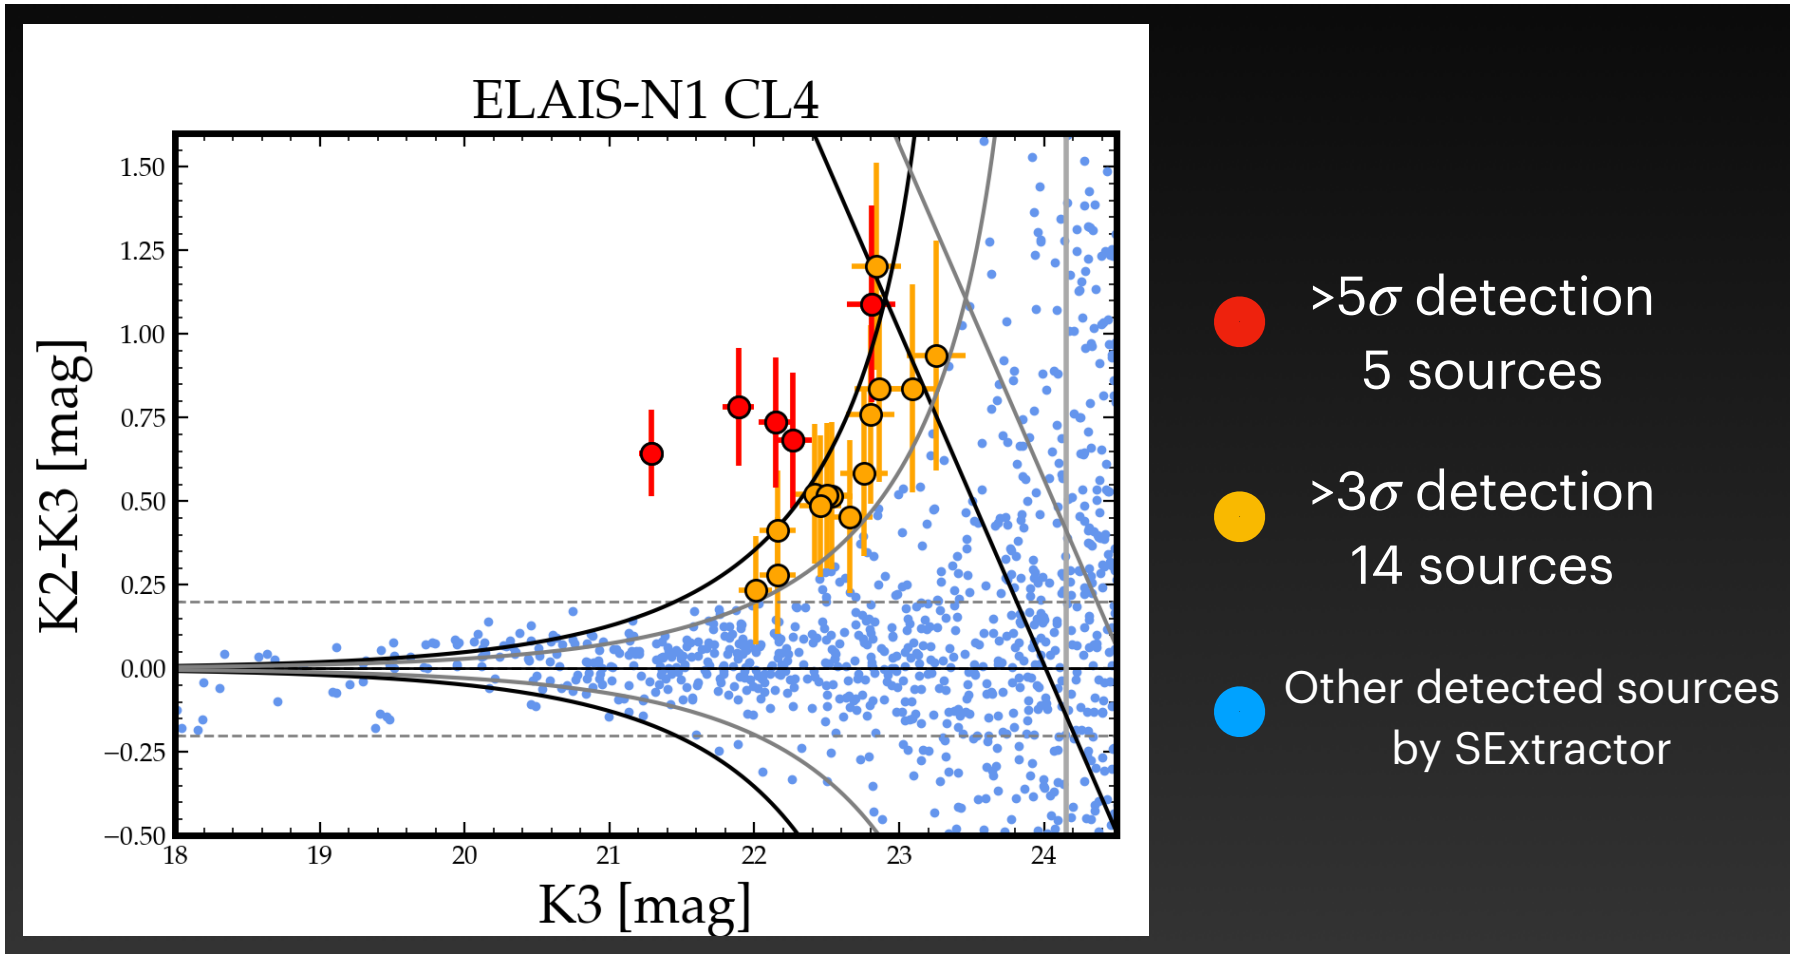 ELAIS-N1 CL4
K2-K3 [mag]
1.50
1.25
1.00
0.75
0.50
0.25
0.00
−0.25
−0.50
18 19 20 21 22 23 24
K3 [mag]
>5σ detection
5 sources
>3σ detection
14 sources
Other detected sources
by SExtractor